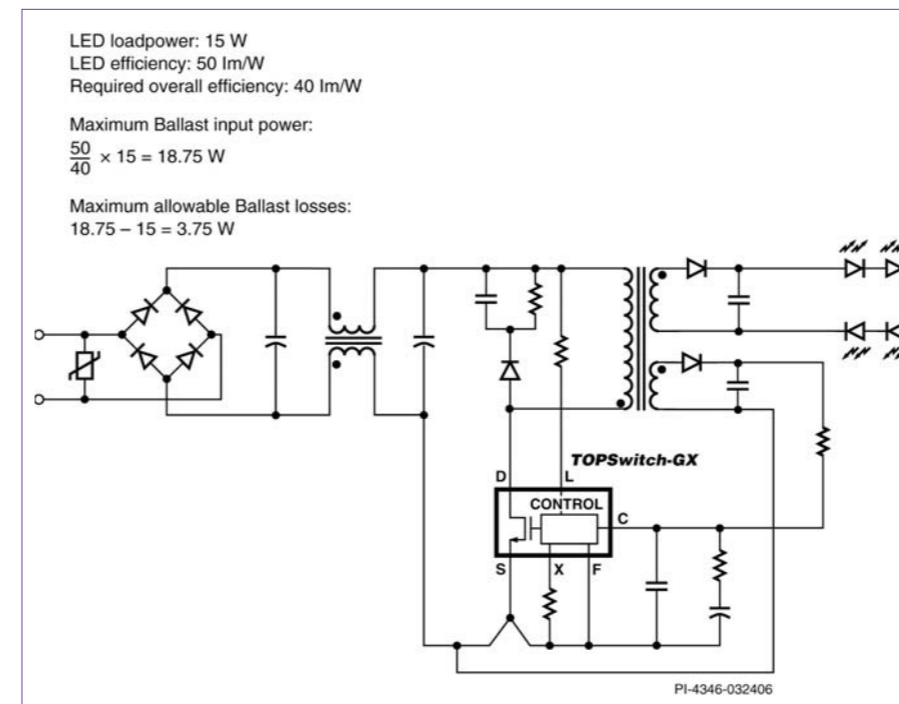 LED loadpower: 15 W
LED efficiency: 50 lm/W
Required overall efficiency: 40 lm/W
Maximum Ballast input power:
50/40 × 15 = 18.75 W
Maximum allowable Ballast losses:
18.75 – 15 = 3.75 W
TOPSwitch-GX
D L
CONTROL
C
S X F
PI-4346-032406